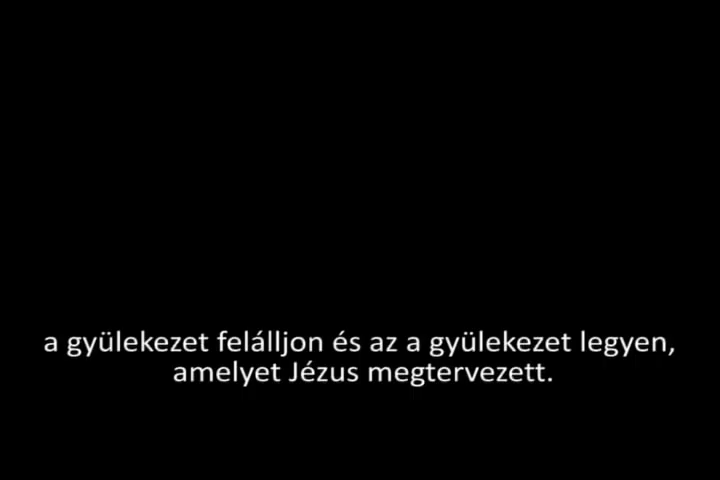 a gyülekezet felálljon és az a gyülekezet legyen,
amelyet Jézus megtervezett.